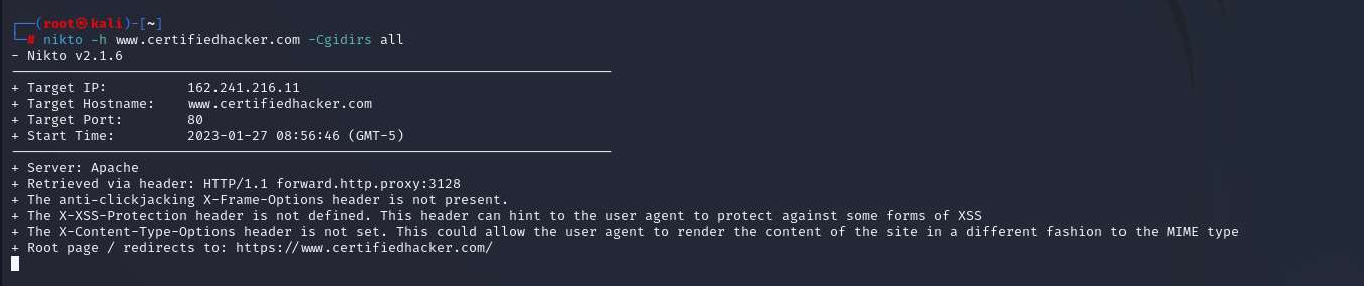 ┌──(root㉿kali)-[~]
└─# nikto -h www.certifiedhacker.com -Cgidirs all
- Nikto v2.1.6
---------------------------------------------------------------------------
+ Target IP:          162.241.216.11
+ Target Hostname:    www.certifiedhacker.com
+ Target Port:        80
+ Start Time:         2023-01-27 08:56:46 (GMT-5)
---------------------------------------------------------------------------
+ Server: Apache
+ Retrieved via header: HTTP/1.1 forward.http.proxy:3128
+ The anti-clickjacking X-Frame-Options header is not present.
+ The X-XSS-Protection header is not defined. This header can hint to the user agent to protect against some forms of XSS
+ The X-Content-Type-Options header is not set. This could allow the user agent to render the content of the site in a different fashion to the MIME type
+ Root page / redirects to: https://www.certifiedhacker.com/